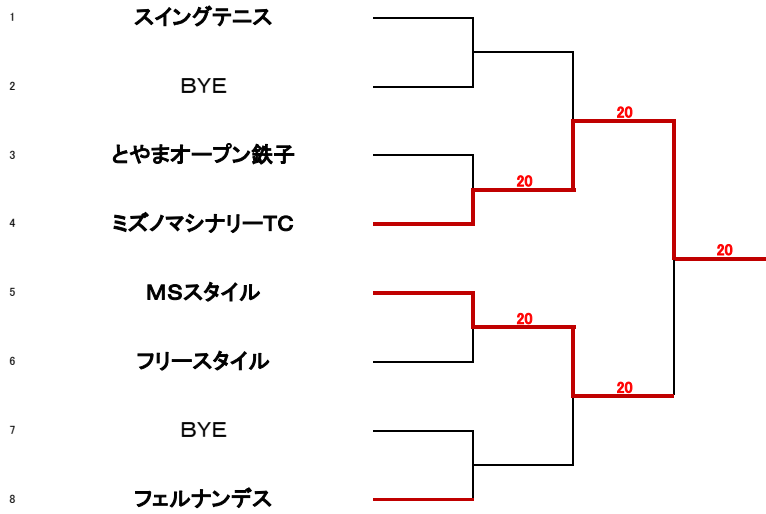 1 スイングテニス
20
2 BYE
3 とやまオープン鉄子
20
4 ミズノマシナリーTC
20
5 MSスタイル
20
6 フリースタイル
20
7 BYE
8 フェルナンデス